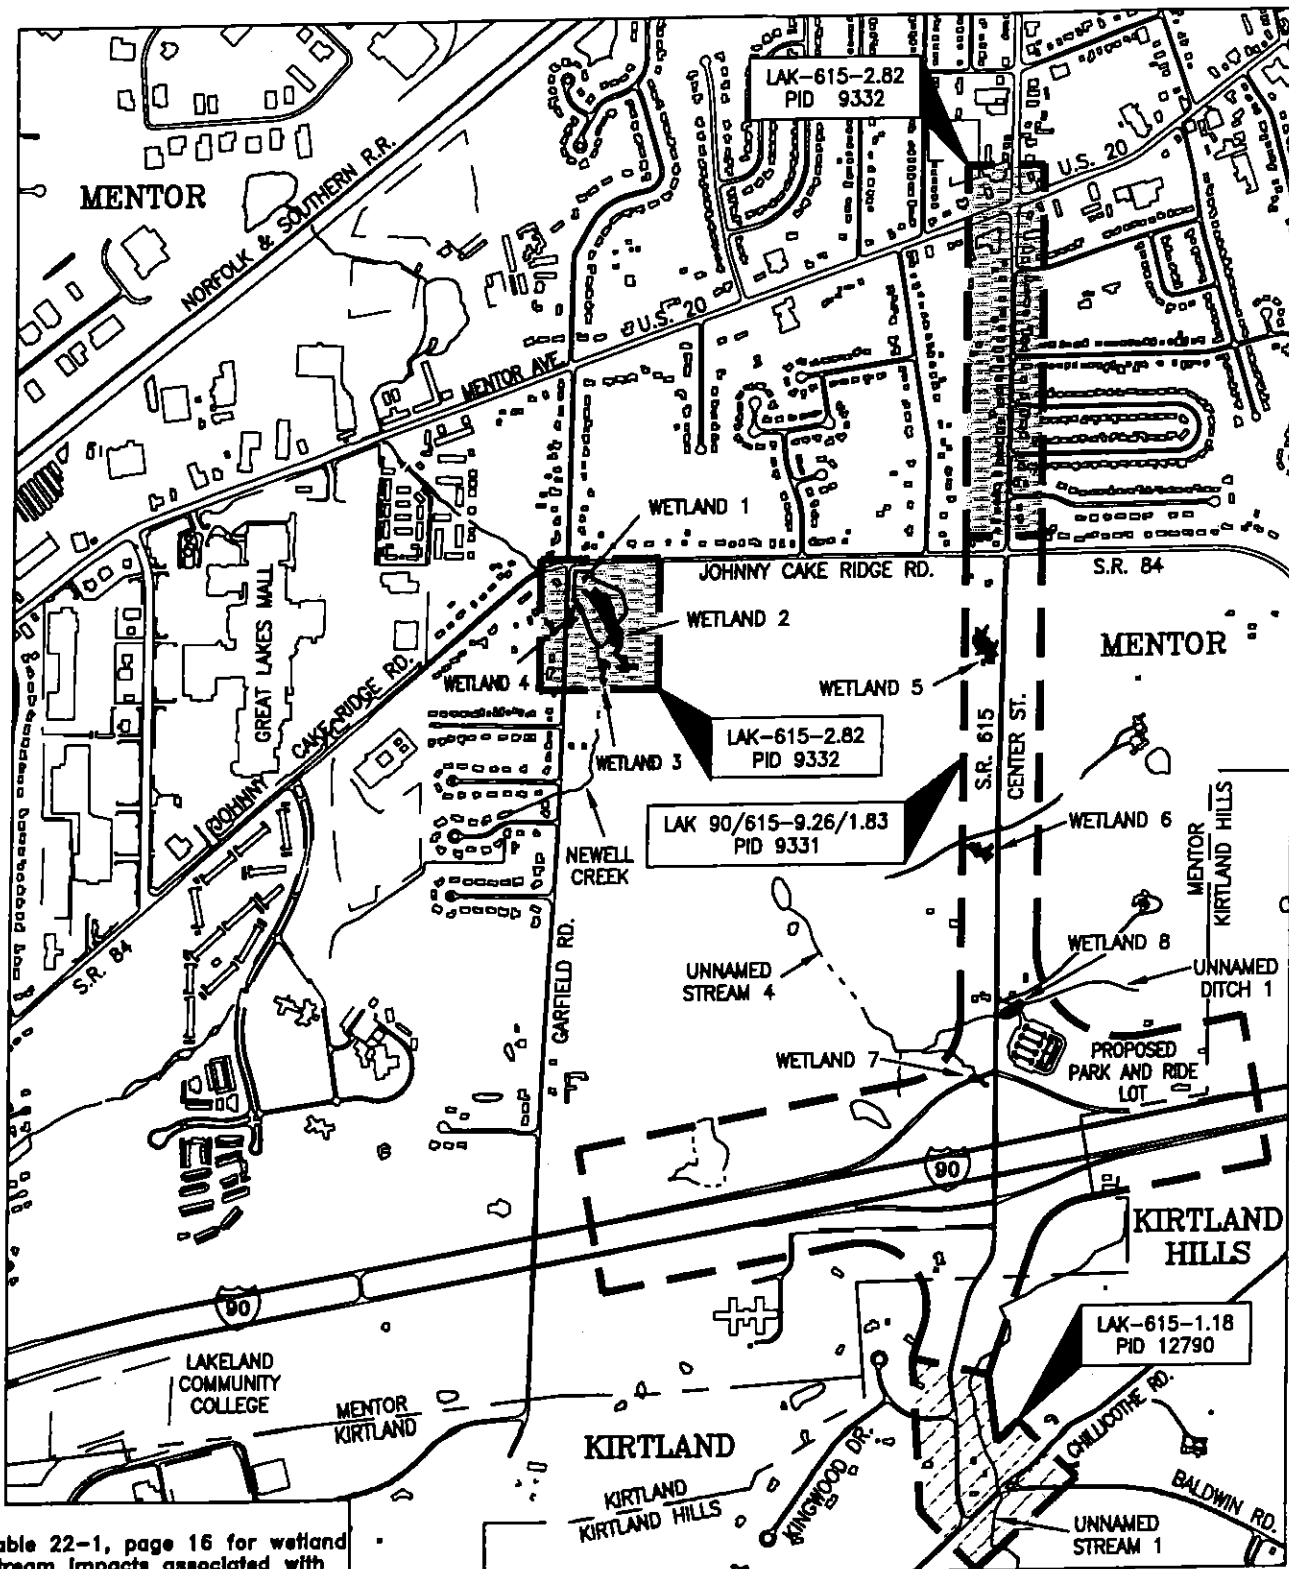 LAK-615-2.82
PID 9332
MENTOR
NORFOLK & SOUTHERN R.R.
U.S. 20
U.S. 20
MENTOR AVE.
WETLAND 1
JOHNNY CAKE RIDGE RD.
S.R. 84
WETLAND 2
MENTOR
GREAT LAKES MALL
WETLAND 4
WETLAND 5
JOHNNY CAKE RIDGE RD.
S.R. 615
CENTER ST.
LAK-615-2.82
PID 9332
WETLAND 3
LAK 90/615-9.26/1.83
PID 9331
WETLAND 6
NEWELL
CREEK
MENTOR
KIRTLAND HILLS
S.R. 84
GARFIELD RD.
UNNAMED
STREAM 4
WETLAND 8
UNNAMED
DITCH 1
WETLAND 7
PROPOSED
PARK AND RIDE
LOT
90
KIRTLAND
HILLS
90
LAK-615-1.18
PID 12790
LAKELAND
COMMUNITY
COLLEGE
MENTOR
KIRTLAND
KIRTLAND
KINGWOOD DR.
CHILLICOTHE RD.
KIRTLAND
KIRTLAND HILLS
BALDWIN RD.
UNNAMED
STREAM 1
able 22-1, page 16 for wetland
tream impacts associated with